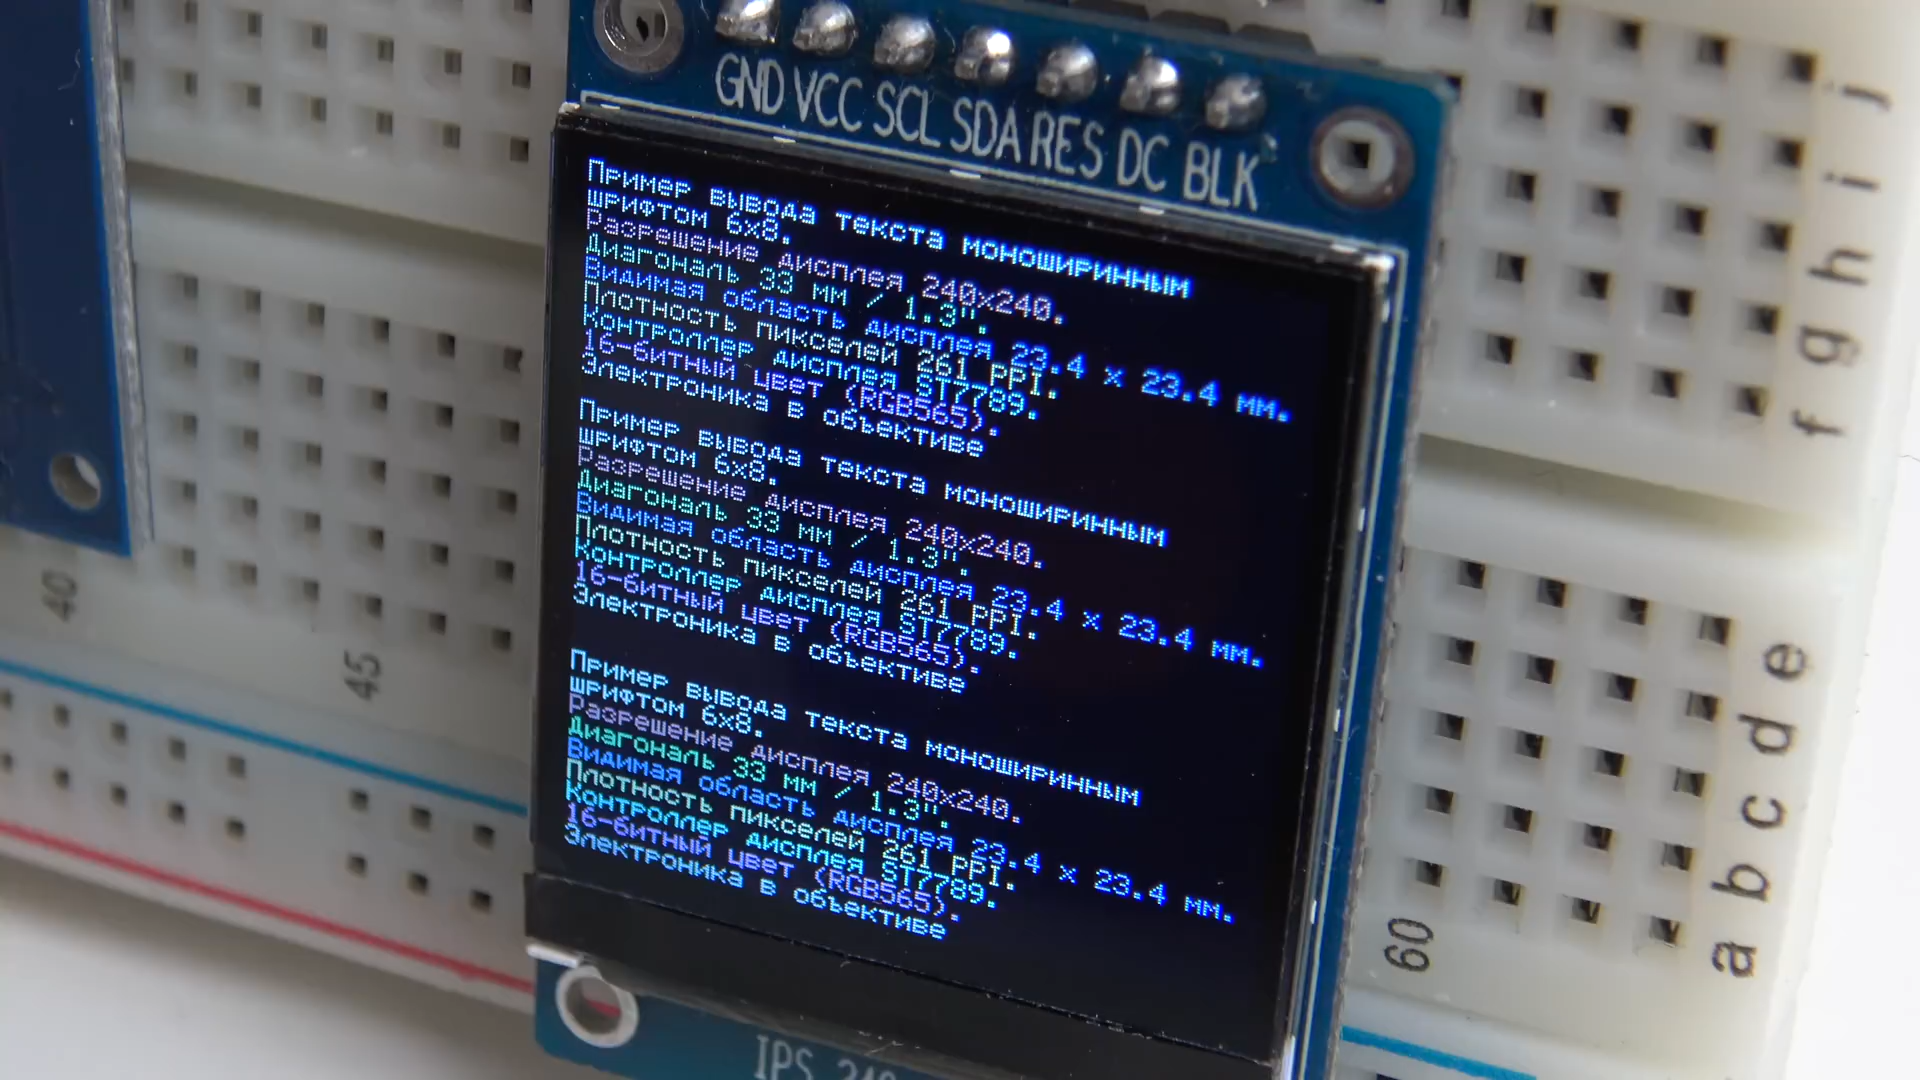 GND VCC SCL SDA RES DC BLK
Пример вывода текста моноширинным
шрифтом 6x8.
Разрешение дисплея 240x240.
Диагональ 33 мм / 1.3".
Видимая область дисплея 23.4 x 23.4 мм.
Плотность пикселей 261 pPI.
Контроллер дисплея ST7789.
16-битный цвет (RGB565).
Электроника в объективе
Пример вывода текста моноширинным
шрифтом 6x8.
Разрешение дисплея 240x240.
Диагональ 33 мм / 1.3".
Видимая область дисплея 23.4 x 23.4 мм.
Плотность пикселей 261 pPI.
Контроллер дисплея ST7789.
16-битный цвет (RGB565).
Электроника в объективе
Пример вывода текста моноширинным
шрифтом 6x8.
Разрешение дисплея 240x240.
Диагональ 33 мм / 1.3".
Видимая область дисплея 23.4 x 23.4 мм.
Плотность пикселей 261 pPI.
Контроллер дисплея ST7789.
16-битный цвет (RGB565).
Электроника в объективе
IPS
40
45
60
j
i
h
g
f
e
d
c
b
a